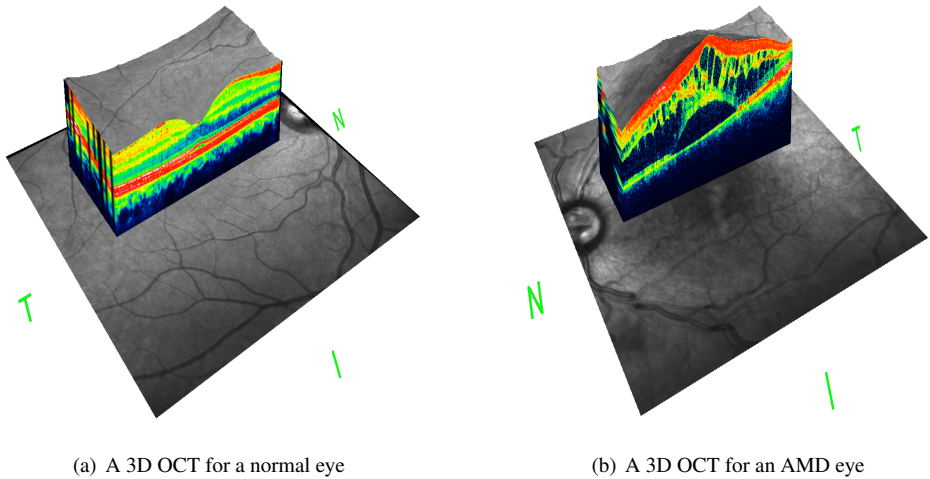 N
T
I
T
N
I
(a) A 3D OCT for a normal eye
(b) A 3D OCT for an AMD eye